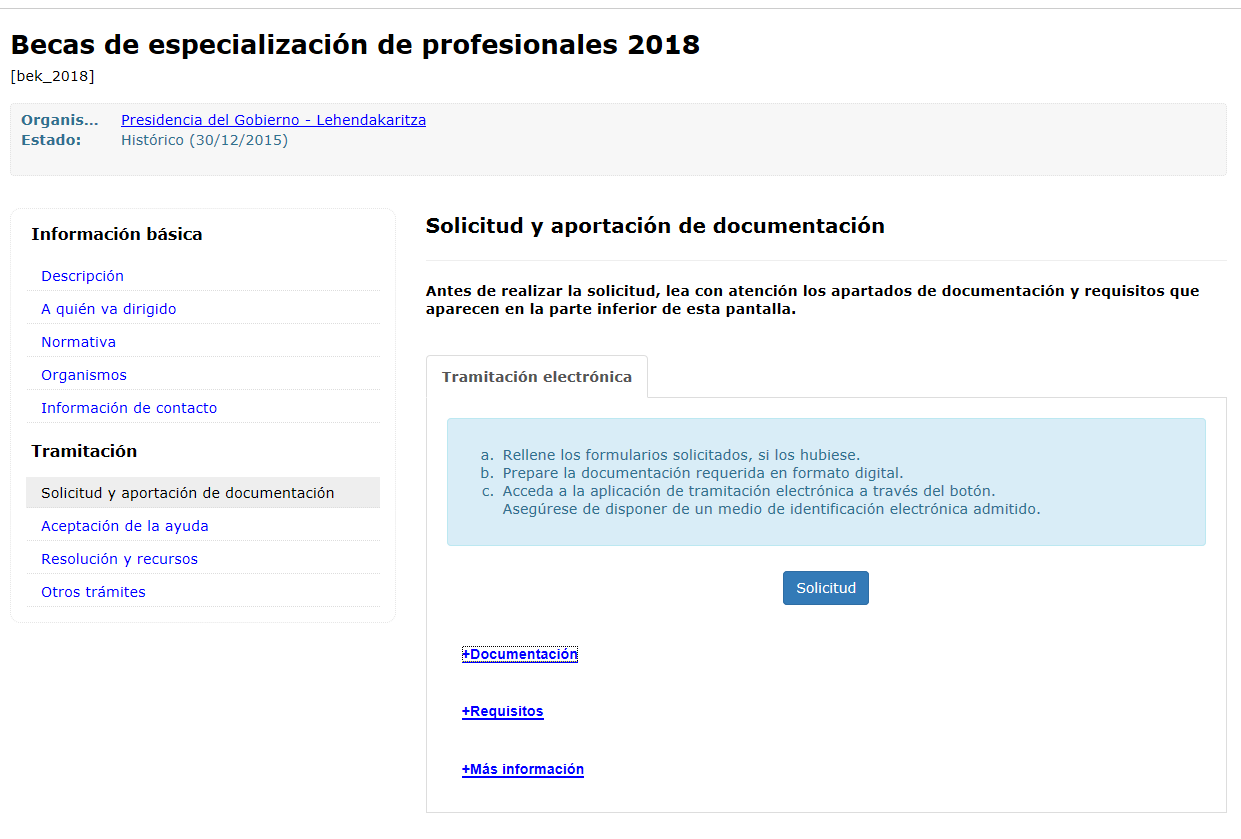 Becas de especialización de profesionales 2018
[bek_2018]
Organis... Presidencia del Gobierno - Lehendakaritza
Estado: Histórico (30/12/2015)
Información básica
Descripción
A quién va dirigido
Normativa
Organismos
Información de contacto
Tramitación
Solicitud y aportación de documentación
Aceptación de la ayuda
Resolución y recursos
Otros trámites
Solicitud y aportación de documentación
Antes de realizar la solicitud, lea con atención los apartados de documentación y requisitos que
aparecen en la parte inferior de esta pantalla.
Tramitación electrónica
a. Rellene los formularios solicitados, si los hubiese.
b. Prepare la documentación requerida en formato digital.
c. Acceda a la aplicación de tramitación electrónica a través del botón.
Asegúrese de disponer de un medio de identificación electrónica admitido.
Solicitud
+Documentación
+Requisitos
+Más información